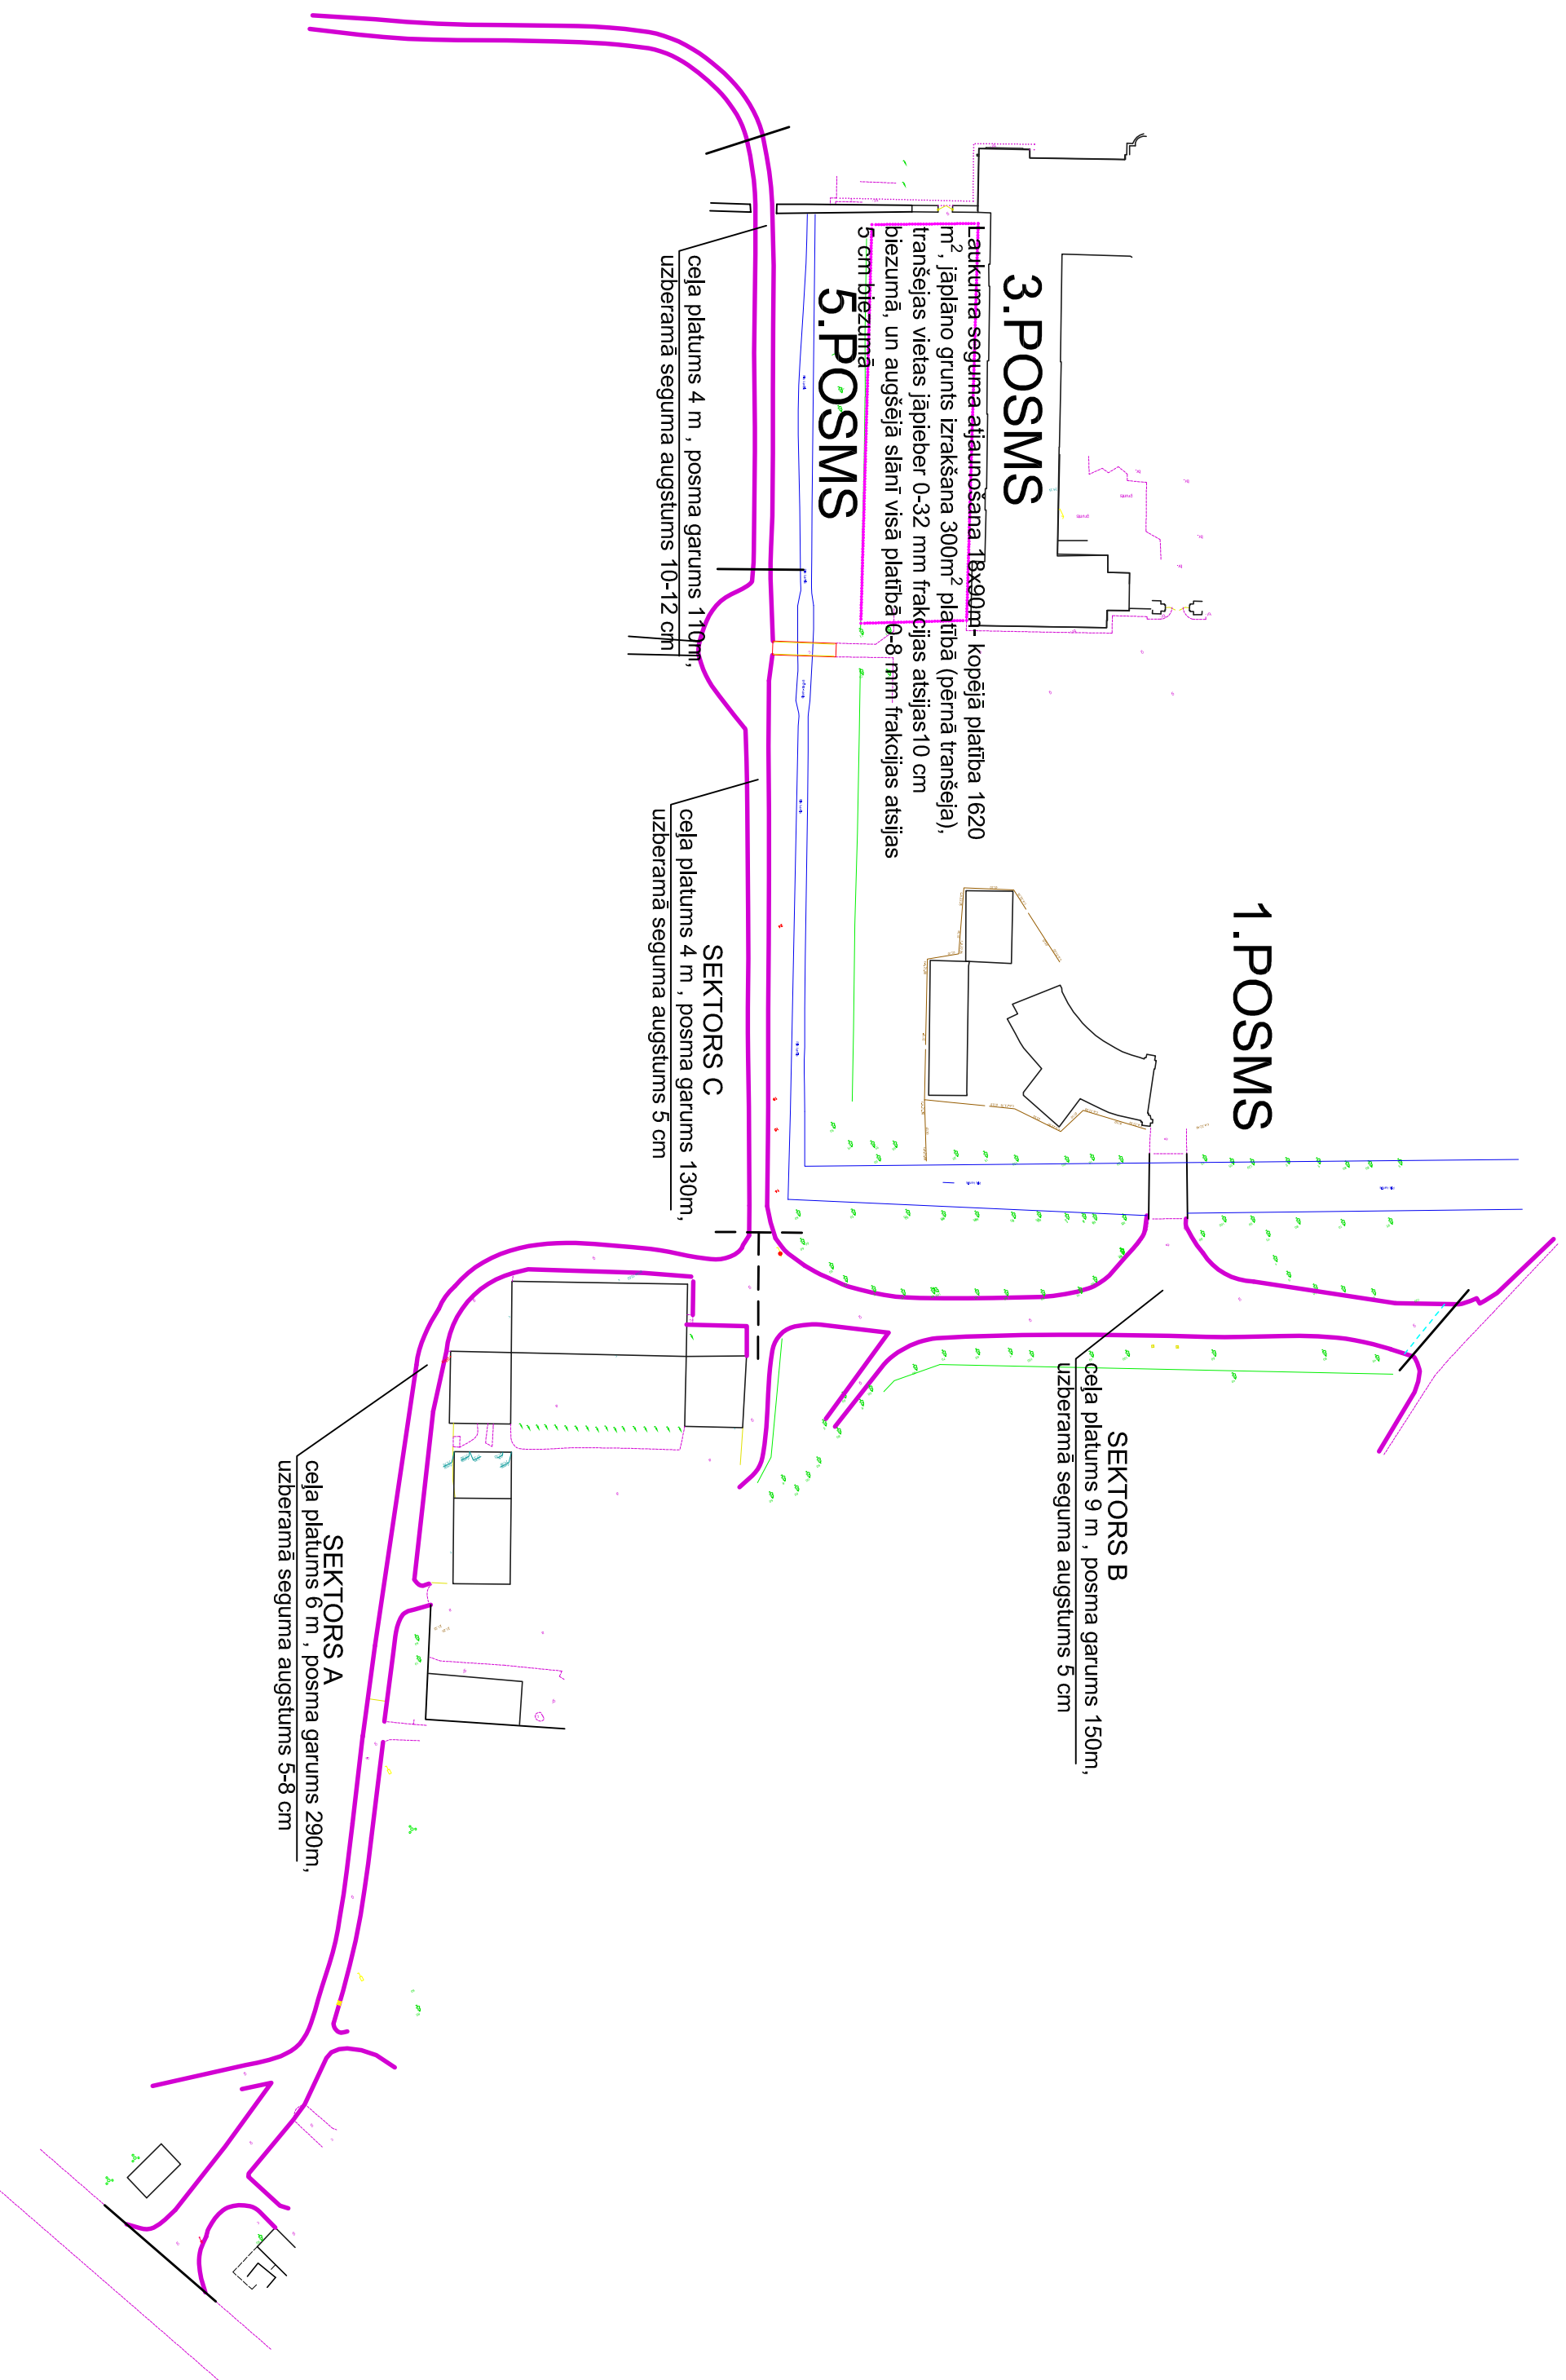 3.POSMS
Laukuma seguma atjaunošana 18x90m- kopējā platība 1620
m², jāplāno grunts izrakšana 300m² platībā (pērnā tranšeja),
tranšejas vietas jāpieber 0-32 mm frakcijas atsijas10 cm
biezumā, un augšējā slānī visā platībā 0-8 mm frakcijas atsijas
5 cm biezumā
5.POSMS
ceļa platums 4 m , posma garums 110m,
uzberamā seguma augstums 10-12 cm
1.POSMS
SEKTORS C
ceļa platums 4 m , posma garums 130m,
uzberamā seguma augstums 5 cm
SEKTORS B
ceļa platums 9 m , posma garums 150m,
uzberamā seguma augstums 5 cm
SEKTORS A
ceļa platums 6 m , posma garums 290m,
uzberamā seguma augstums 5-8 cm